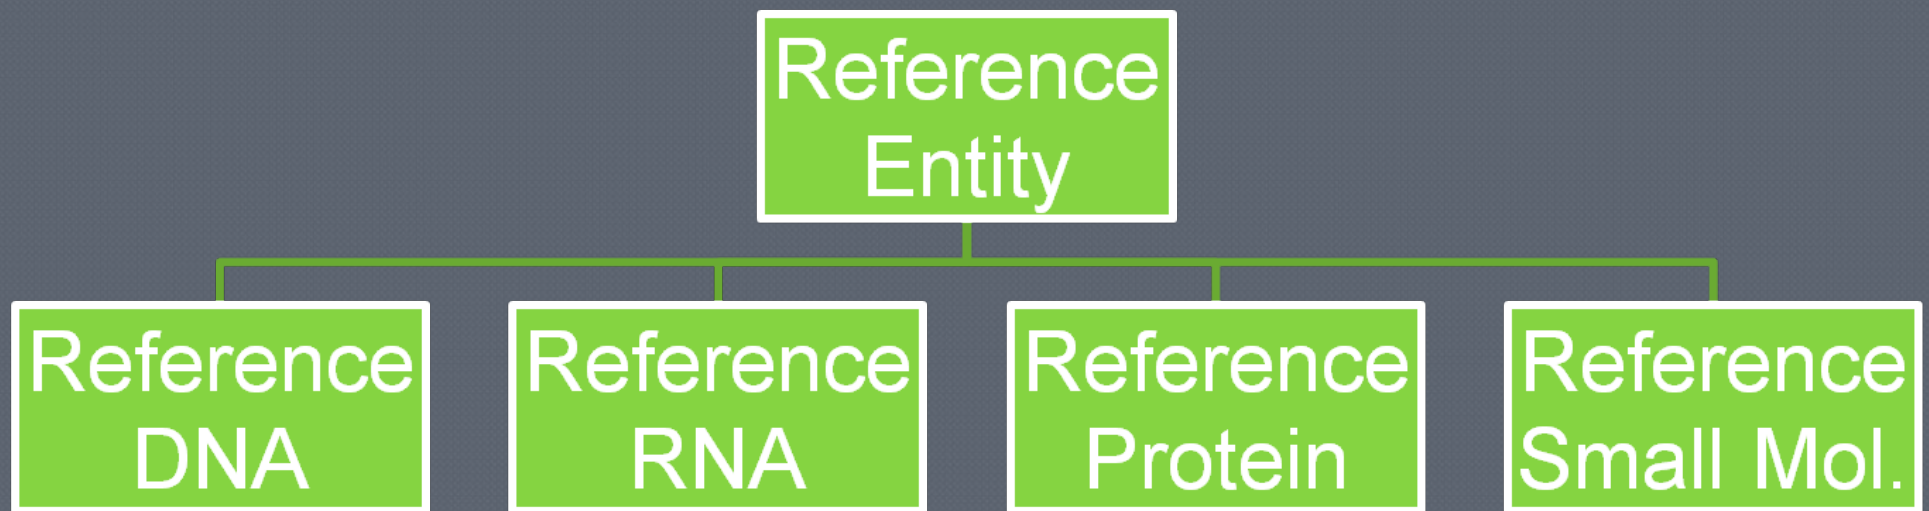 Reference
Entity
Reference
DNA
Reference
RNA
Reference
Protein
Reference
Small Mol.